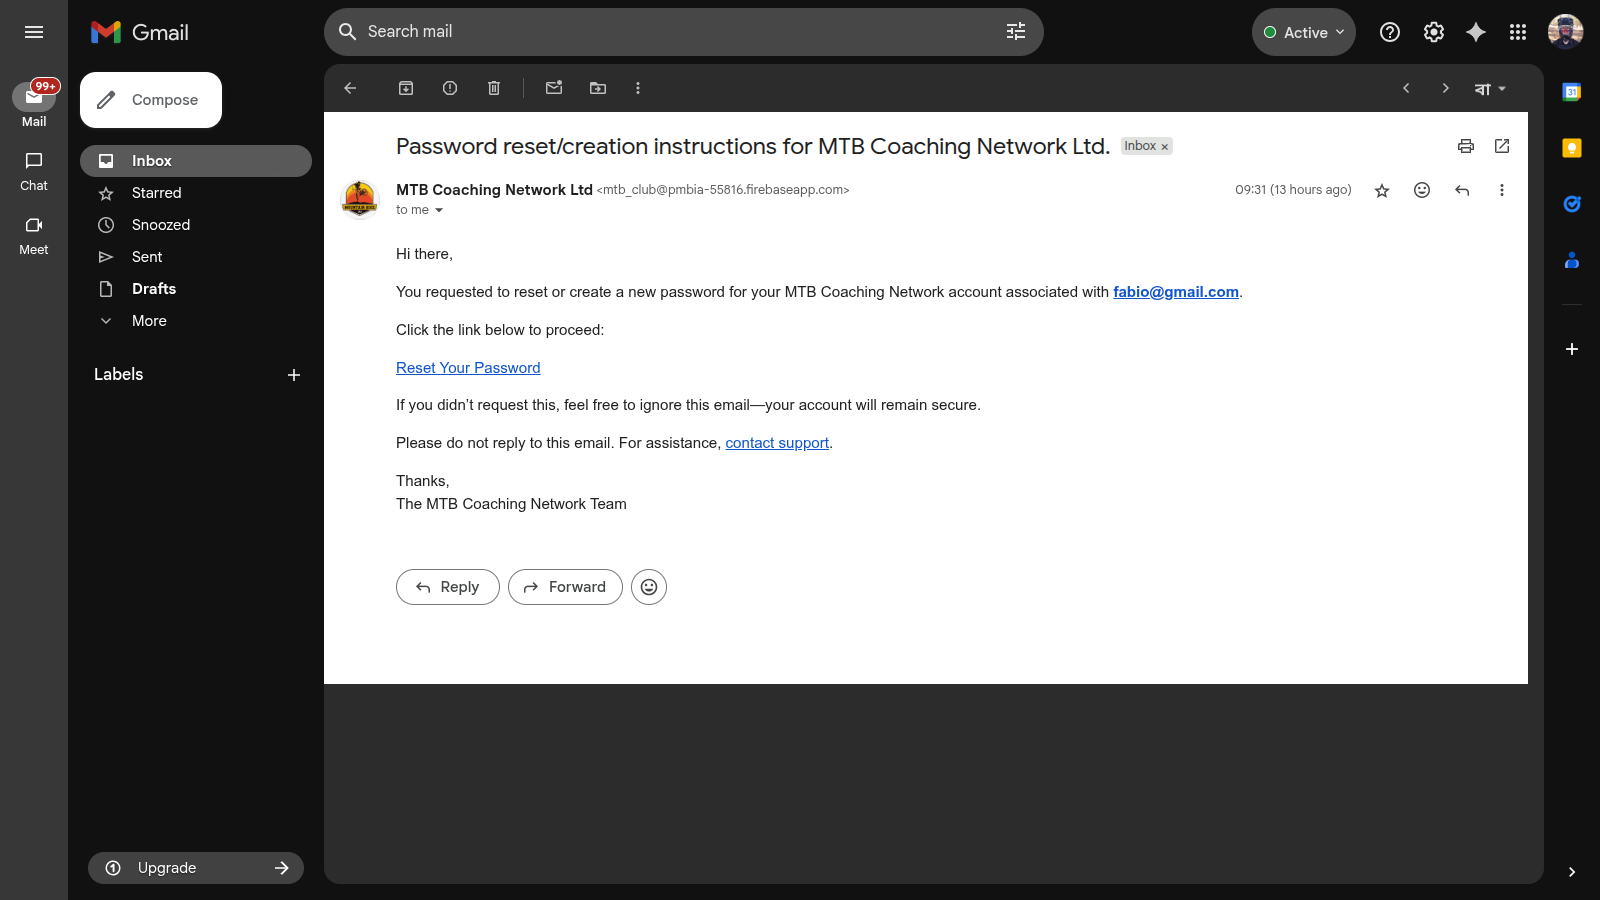 Gmail
Search mail
Active
99+
Mail
Chat
Meet
Compose
Inbox
Starred
Snoozed
Sent
Drafts
More
Labels
Upgrade
বা
31
Password reset/creation instructions for MTB Coaching Network Ltd. Inbox ×
MTB Coaching Network Ltd <mtb_club@pmbia-55816.firebaseapp.com> 09:31 (13 hours ago)
to me
Hi there,
You requested to reset or create a new password for your MTB Coaching Network account associated with fabio@gmail.com.
Click the link below to proceed:
Reset Your Password
If you didn’t request this, feel free to ignore this email—your account will remain secure.
Please do not reply to this email. For assistance, contact support.
Thanks,
The MTB Coaching Network Team
Reply
Forward